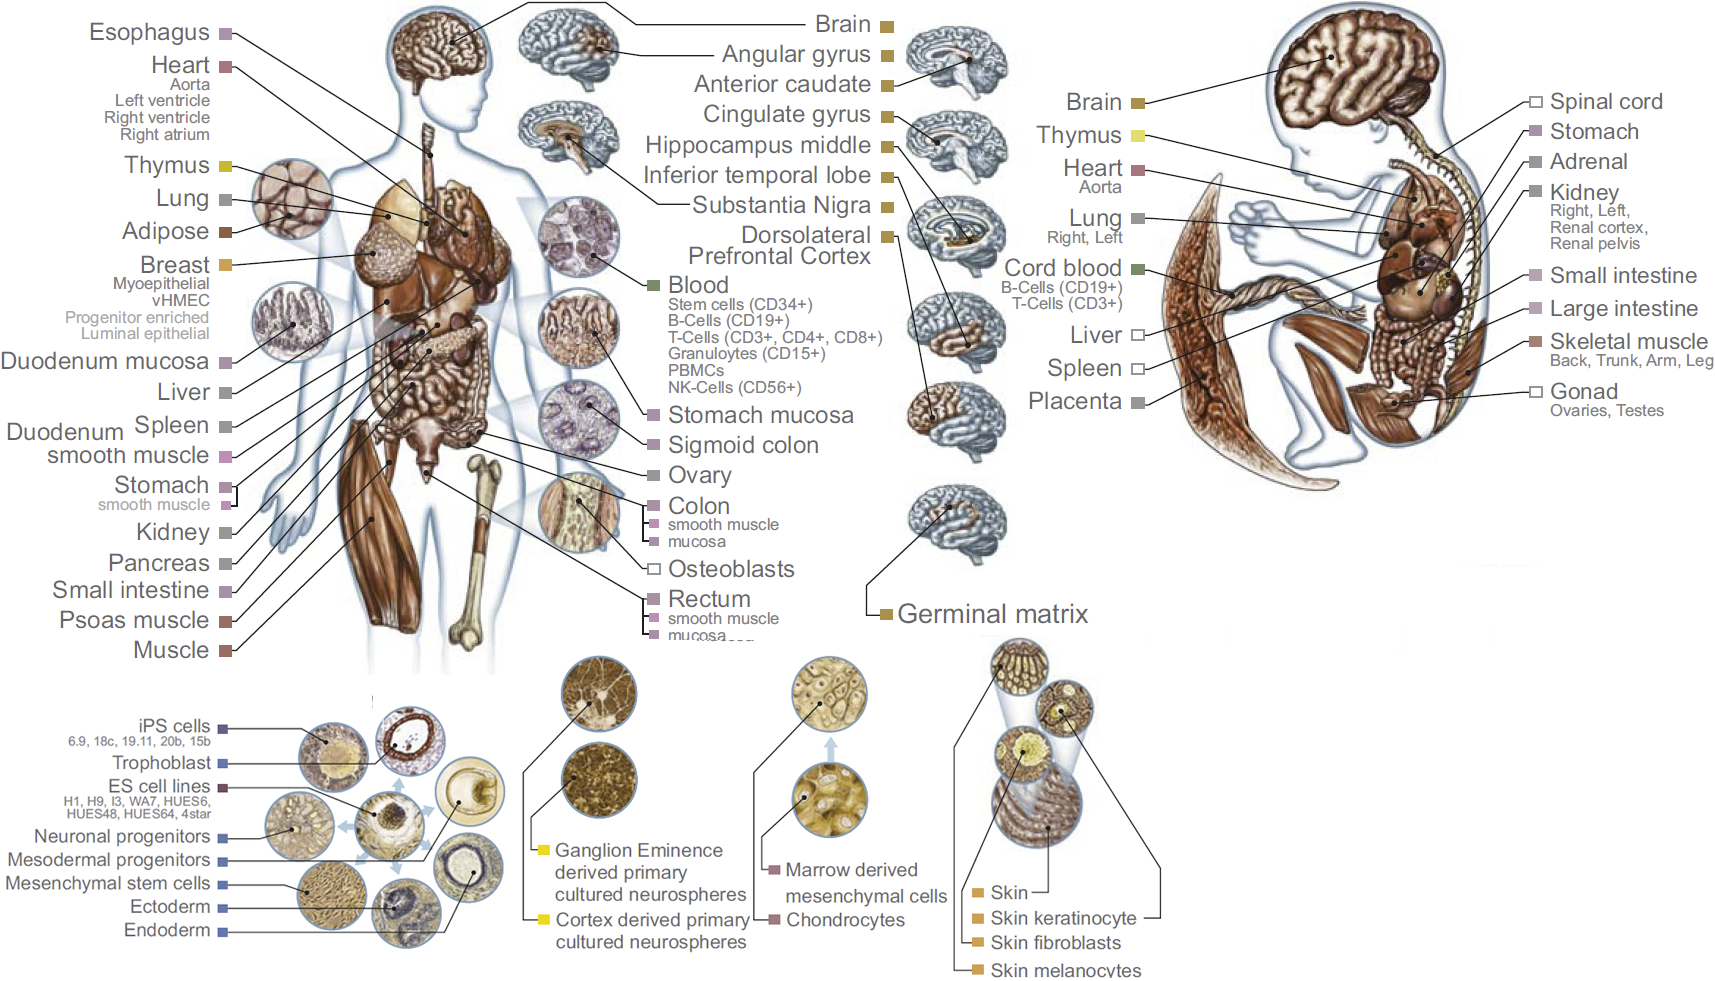 Esophagus
Heart
Aorta
Left ventricle
Right ventricle
Right atrium
Thymus
Lung
Adipose
Breast
Myoepithelial
vHMEC
Progenitor enriched
Luminal epithelial
Duodenum mucosa
Liver
Spleen
Duodenum
smooth muscle
Stomach
smooth muscle
Kidney
Pancreas
Small intestine
Psoas muscle
Muscle
Brain
Angular gyrus
Anterior caudate
Cingulate gyrus
Hippocampus middle
Inferior temporal lobe
Substantia Nigra
Dorsolateral
Prefrontal Cortex
Blood
Stem cells (CD34+)
B-Cells (CD19+)
T-Cells (CD3+, CD4+, CD8+)
Granuloytes (CD15+)
PBMCs
NK-Cells (CD56+)
Stomach mucosa
Sigmoid colon
Ovary
Colon
smooth muscle
mucosa
Osteoblasts
Rectum
smooth muscle
mucosa
Germinal matrix
Brain
Thymus
Heart
Aorta
Lung
Right, Left
Cord blood
B-Cells (CD19+)
T-Cells (CD3+)
Liver
Spleen
Placenta
Spinal cord
Stomach
Adrenal
Kidney
Right, Left,
Renal cortex,
Renal pelvis
Small intestine
Large intestine
Skeletal muscle
Back, Trunk, Arm, Leg
Gonad
Ovaries, Testes
iPS cells
6.9, 18c, 19.11, 20b, 15b
Trophoblast
ES cell lines
H1, H9, I3, WA7, HUES6,
HUES48, HUES64, 4star
Neuronal progenitors
Mesodermal progenitors
Mesenchymal stem cells
Ectoderm
Endoderm
Ganglion Eminence
derived primary
cultured neurospheres
Cortex derived primary
cultured neurospheres
Marrow derived
mesenchymal cells
Chondrocytes
Skin
Skin keratinocyte
Skin fibroblasts
Skin melanocytes